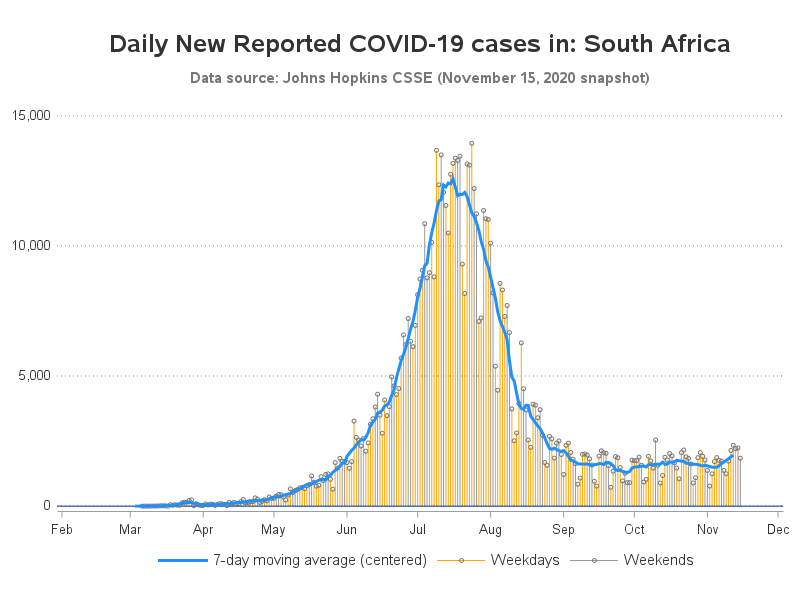 Daily New Reported COVID-19 cases in: South Africa
Data source: Johns Hopkins CSSE (November 15, 2020 snapshot)
15,000
10,000
5,000
0
Feb Mar Apr May Jun Jul Aug Sep Oct Nov Dec
7-day moving average (centered) Weekdays Weekends